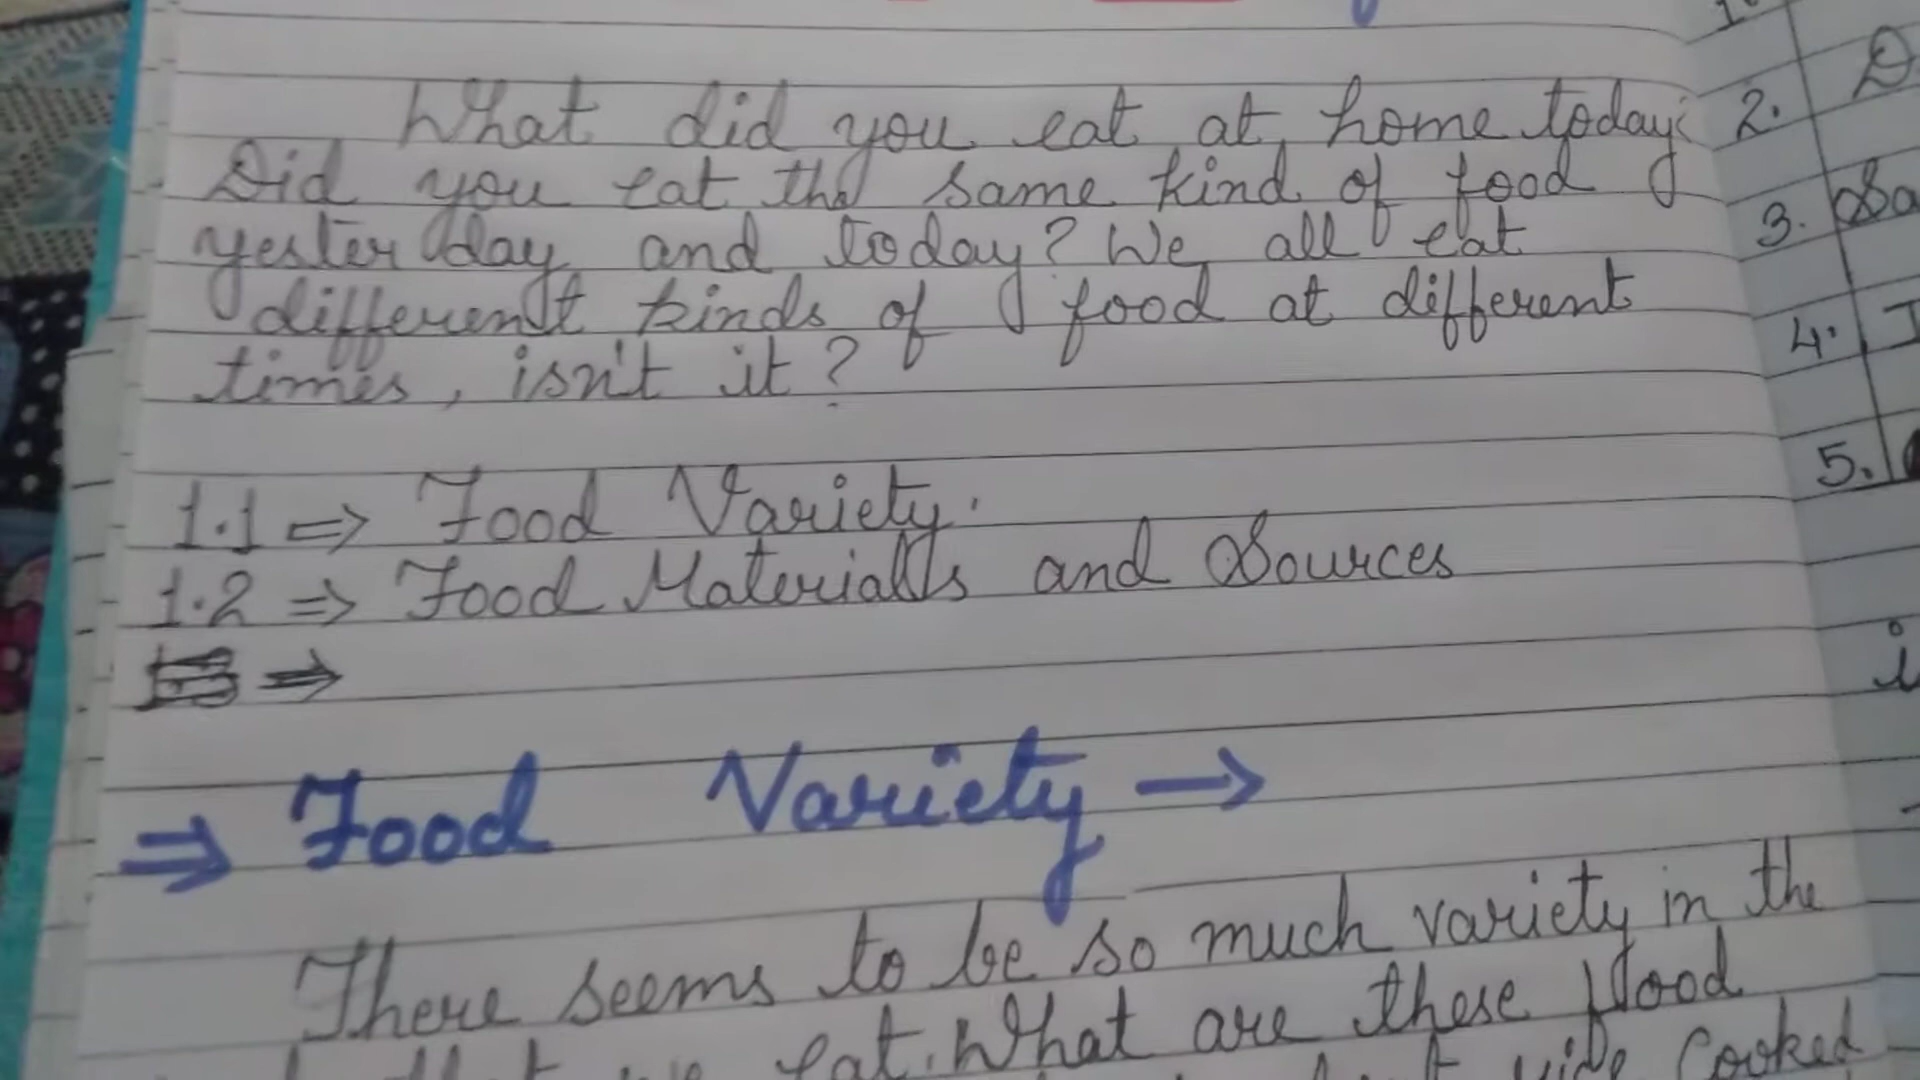 What did you eat at home today?
Did you eat the same kind of food
yesterday and today? We all eat
different kinds of food at different
times, isn't it?
1.1 ⇒ Food Variety.
1.2 ⇒ Food Materials and Sources
⇒
⇒ Food Variety →
There seems to be so much variety in the
eat. What are these food
Cooked
2.
3. Sa
4. I
5.
i